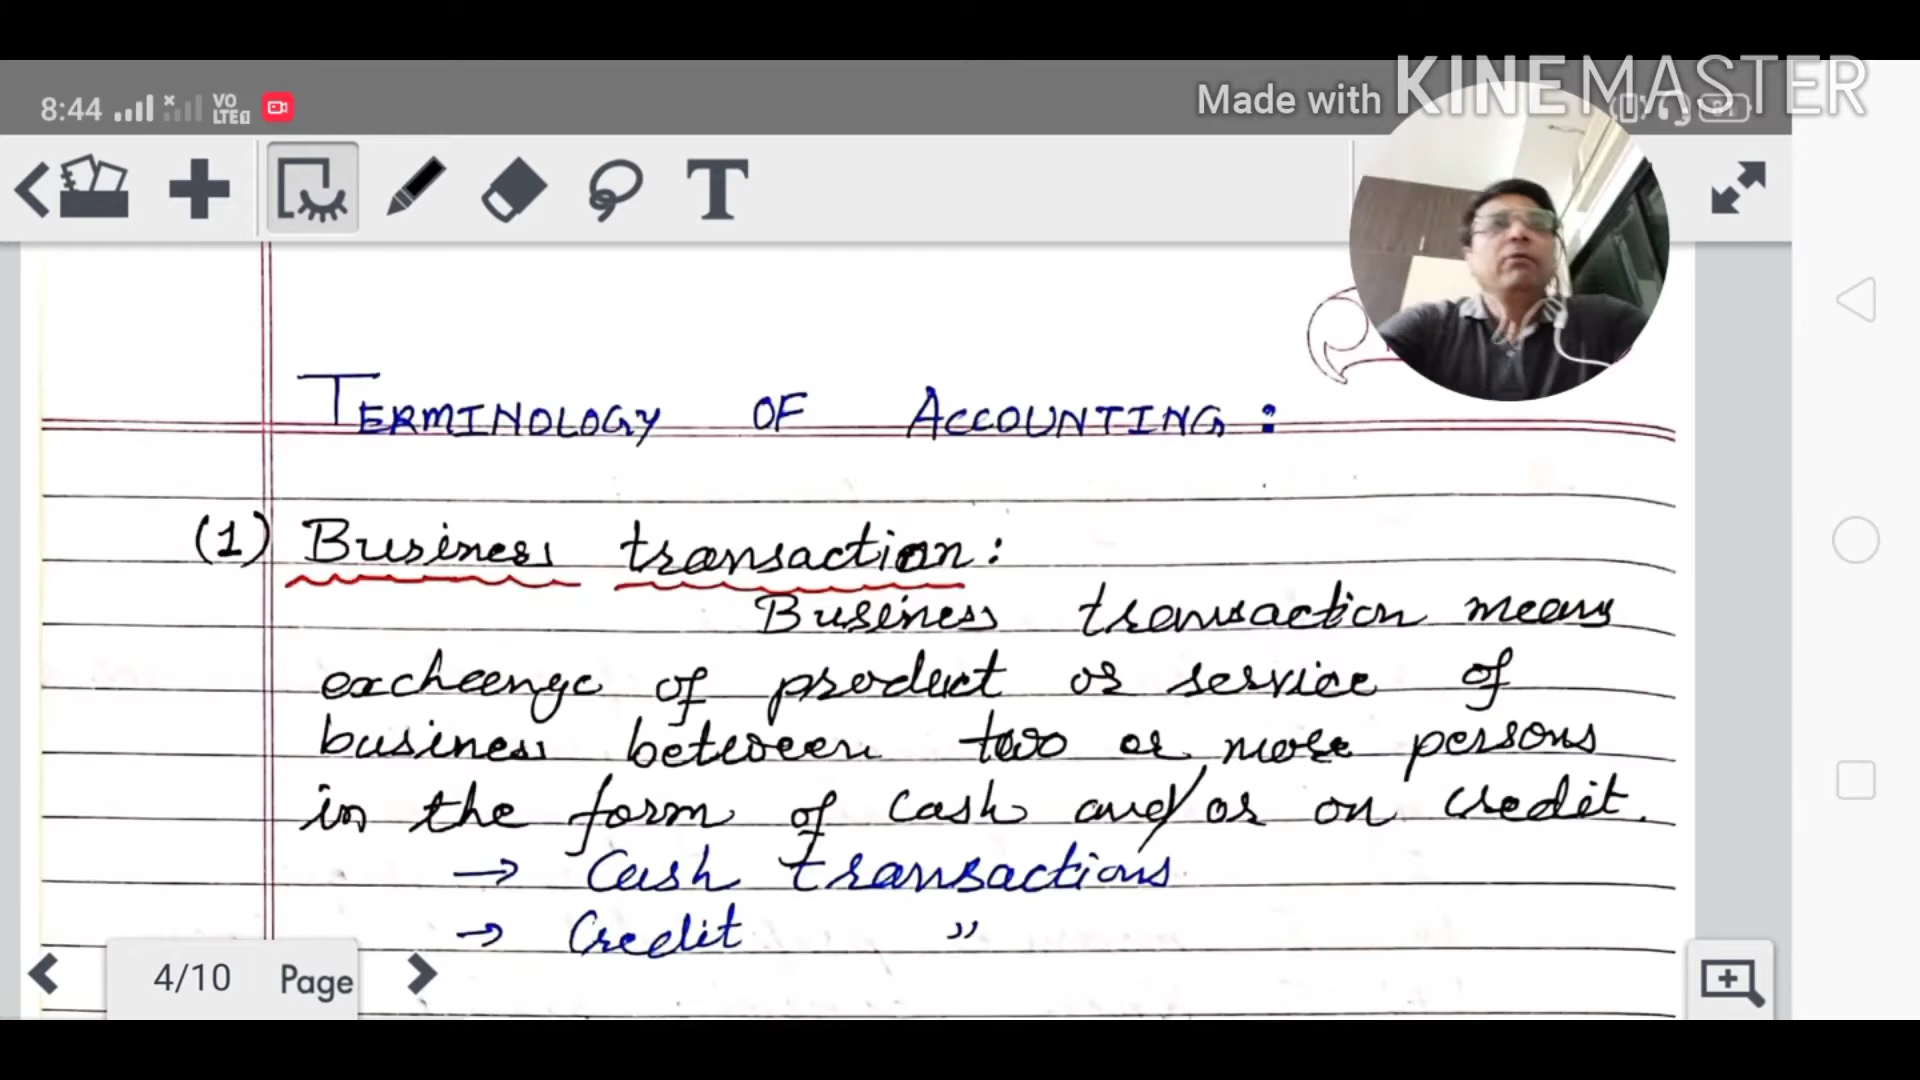 Made with KINEMASTER
8:44 VO LTE
T
TERMINOLOGY OF ACCOUNTING:
(1) Business transaction:
Business transaction means
exchange of product or service of
business between two or more persons
in the form of cash and/or on credit.
→ Cash transactions
→ Credit "
4/10 Page